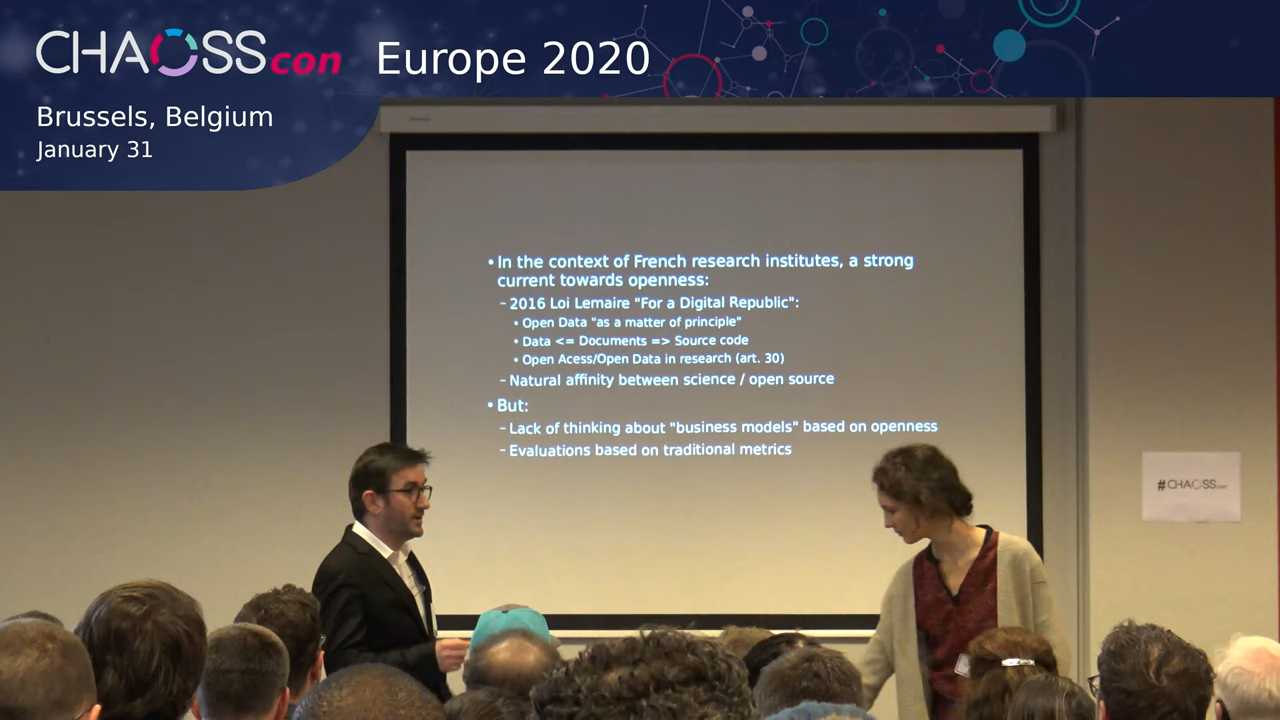 CHAOSScon Europe 2020
Brussels, Belgium
January 31
• In the context of French research institutes, a strong
current towards openness:
– 2016 Loi Lemaire "For a Digital Republic":
• Open Data "as a matter of principle"
• Data <= Documents => Source code
• Open Acess/Open Data in research (art. 30)
– Natural affinity between science / open source
• But:
– Lack of thinking about "business models" based on openness
– Evaluations based on traditional metrics
#CHAOSScon